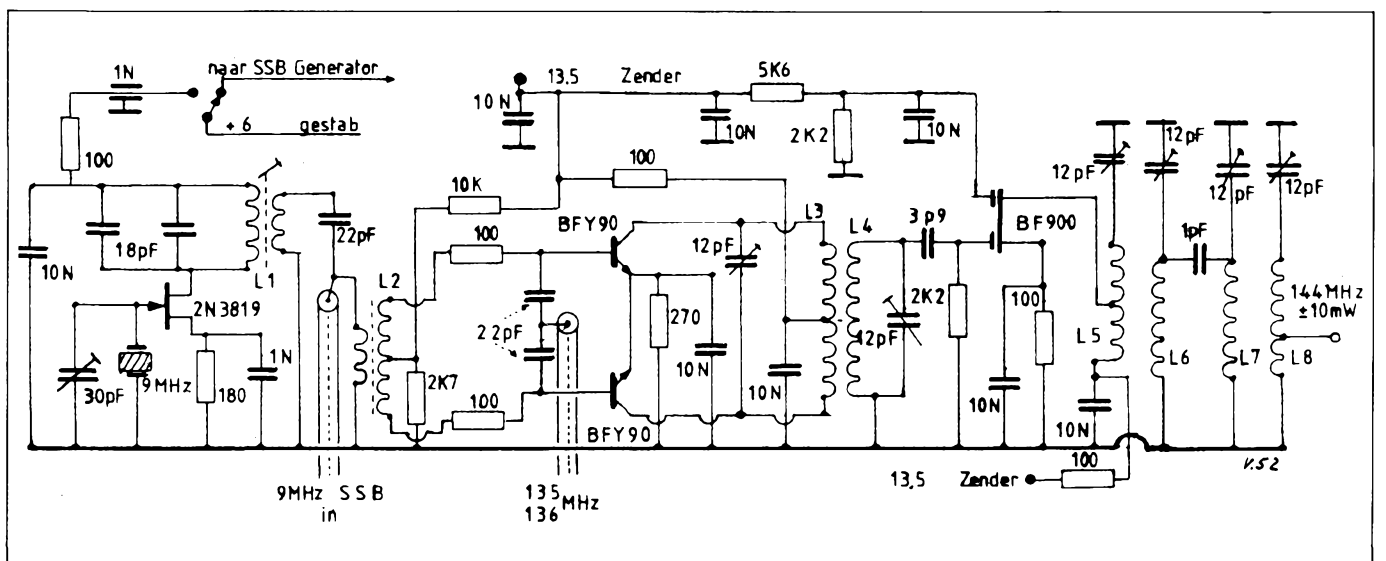 1N
naar SSB Generator
+6 gestab
100
10N
18pF
L1
22pF
2N3819
30pF
9MHz
180
1N
9MHz SSB
in
10N
13.5 Zender
5K6
10N
2K2
10N
10K
100
100
L2
2K7
100
22pF
135
136 MHz
BFY90
BFY90
12pF
270
10N
10N
L3
L4
3p9
12pF
2K2
BF900
100
10N
12pF
L5
10N
13,5 Zender
100
12pF
L6
1pF
12pF
L7
12pF
L8
144MHz
±10mW
V.52